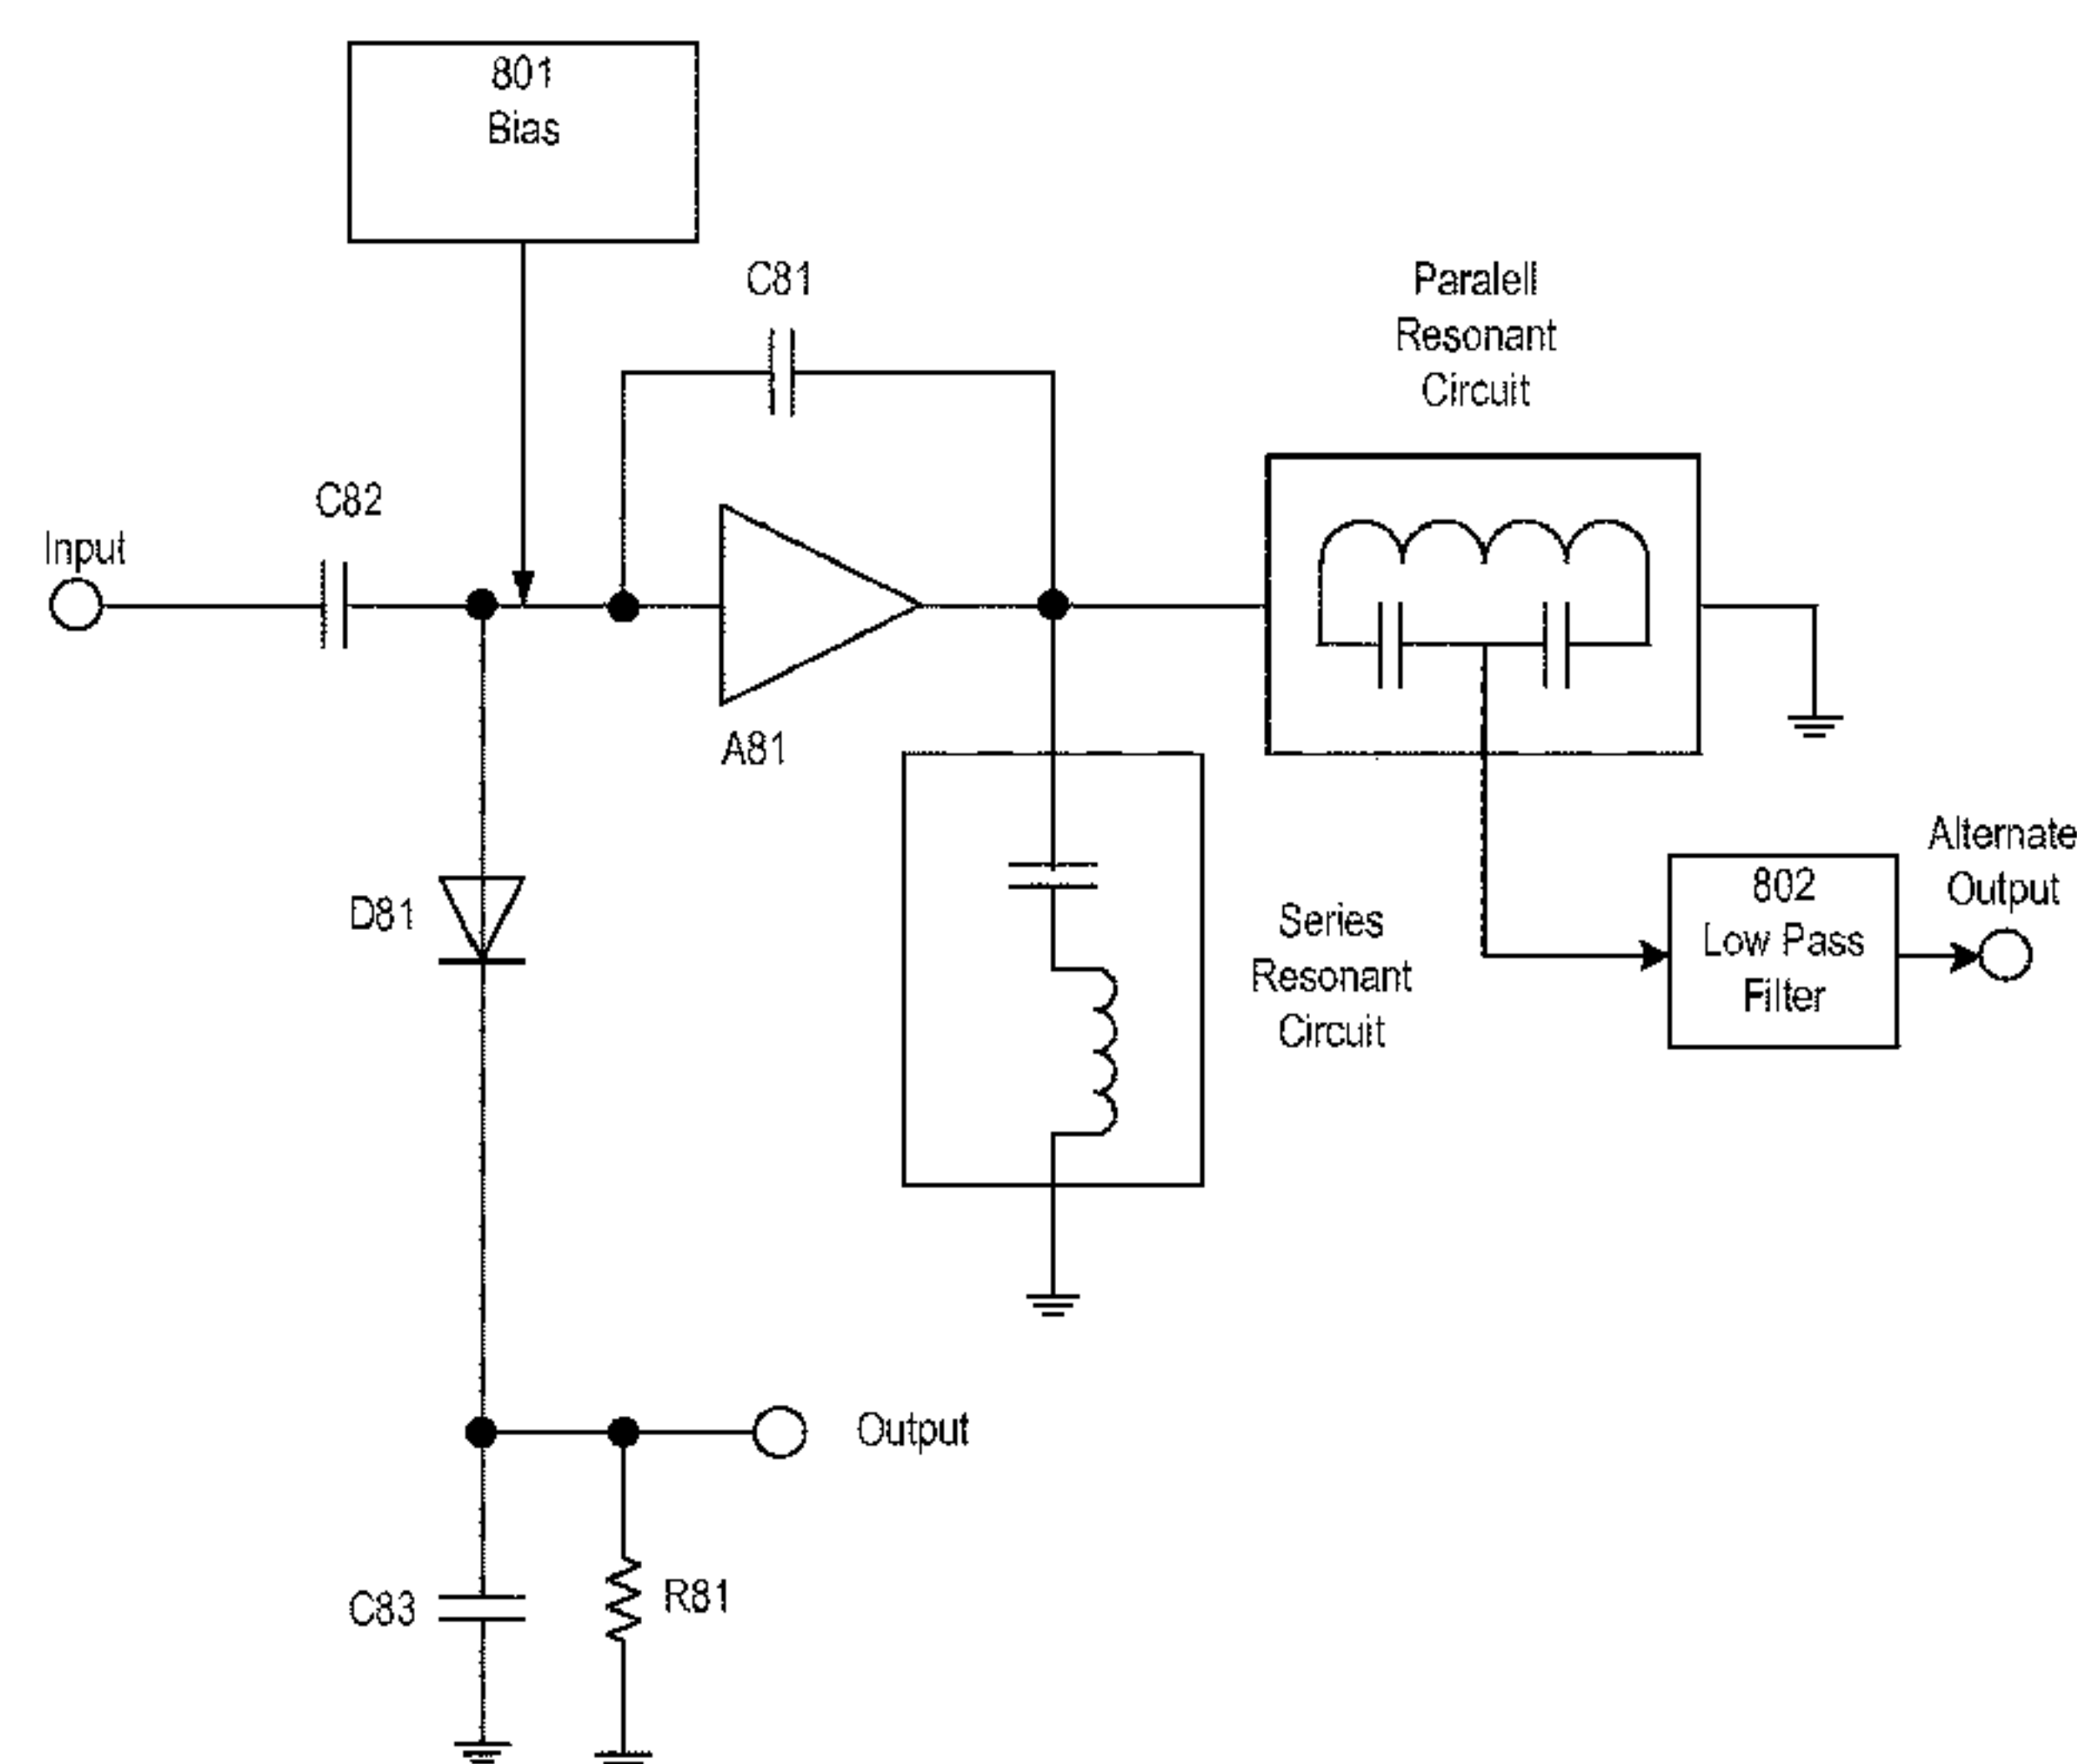 801
Bias
C81
Paralell
Resonant
Circuit
C82
Input
A81
Alternate
Output
802
Low Pass
Filter
D81
Series
Resonant
Circuit
Output
C83
R81